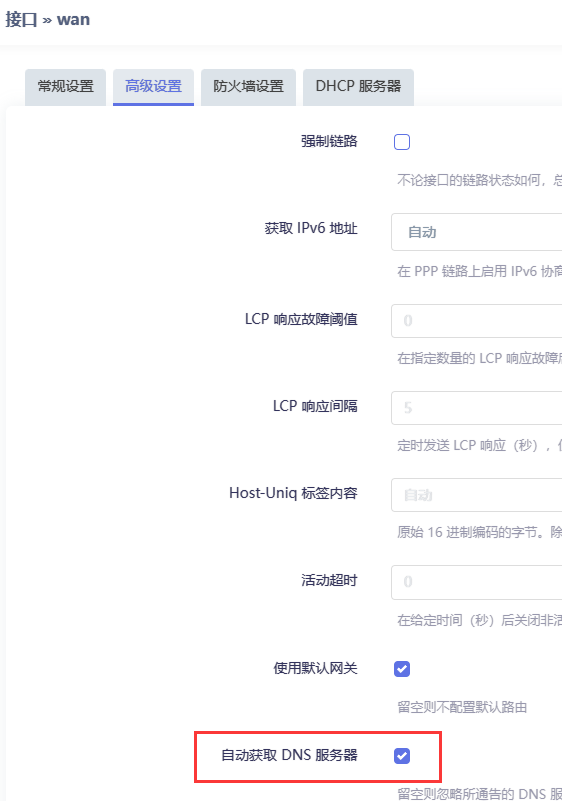 接口 » wan
常规设置 高级设置 防火墙设置 DHCP 服务器
强制链路
不论接口的链路状态如何，总
获取 IPv6 地址 自动
在 PPP 链路上启用 IPv6 协商
LCP 响应故障阈值 0
在指定数量的 LCP 响应故障后
LCP 响应间隔 5
定时发送 LCP 响应（秒），仅
Host-Uniq 标签内容 自动
原始 16 进制编码的字节。除
活动超时 0
在给定时间（秒）后关闭非活
使用默认网关
留空则不配置默认路由
自动获取 DNS 服务器
留空则忽略所通告的 DNS 服